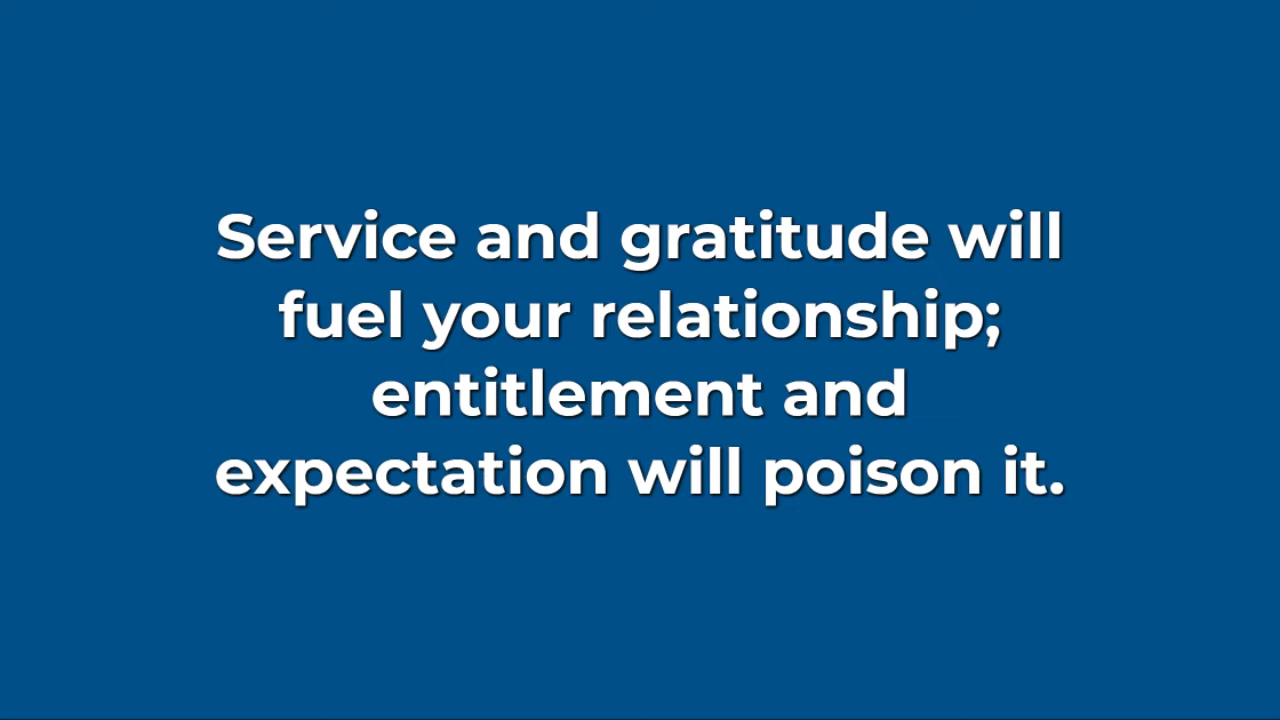 Service and gratitude will
fuel your relationship;
entitlement and
expectation will poison it.